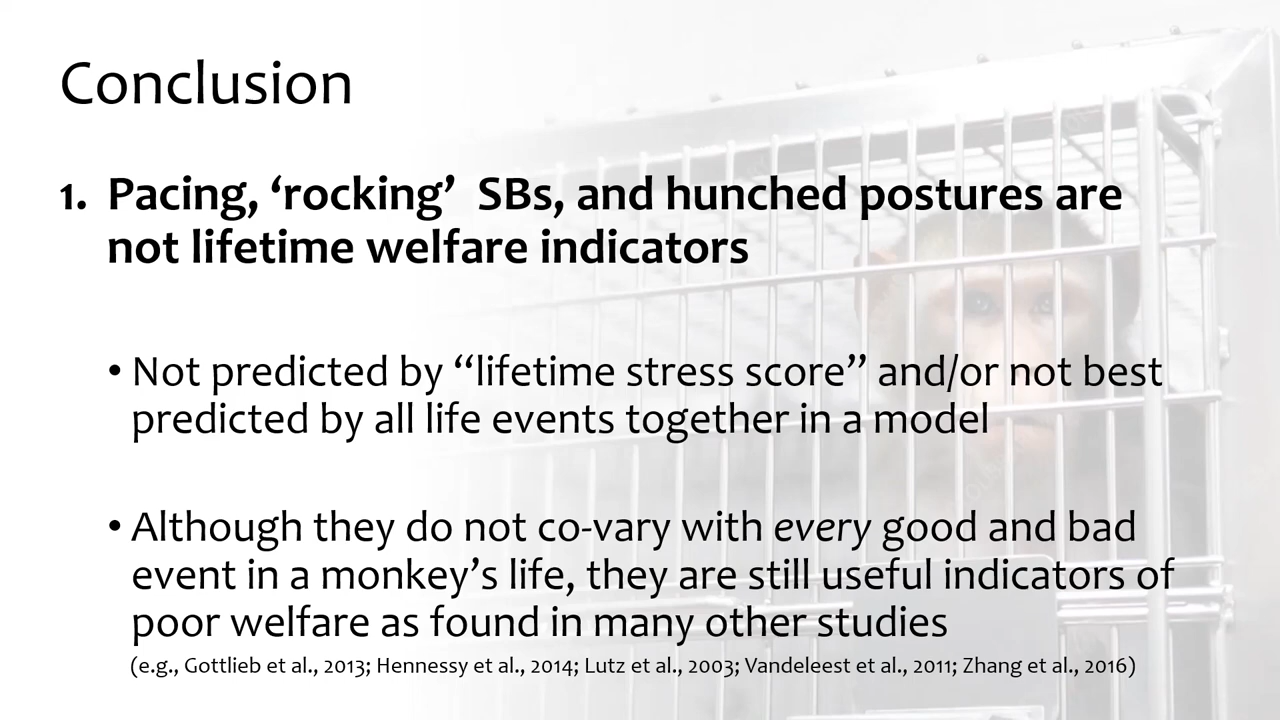 Conclusion
1. Pacing, ‘rocking’  SBs, and hunched postures are
not lifetime welfare indicators
• Not predicted by “lifetime stress score” and/or not best
predicted by all life events together in a model
• Although they do not co-vary with every good and bad
event in a monkey’s life, they are still useful indicators of
poor welfare as found in many other studies
(e.g., Gottlieb et al., 2013; Hennessy et al., 2014; Lutz et al., 2003; Vandeleest et al., 2011; Zhang et al., 2016)